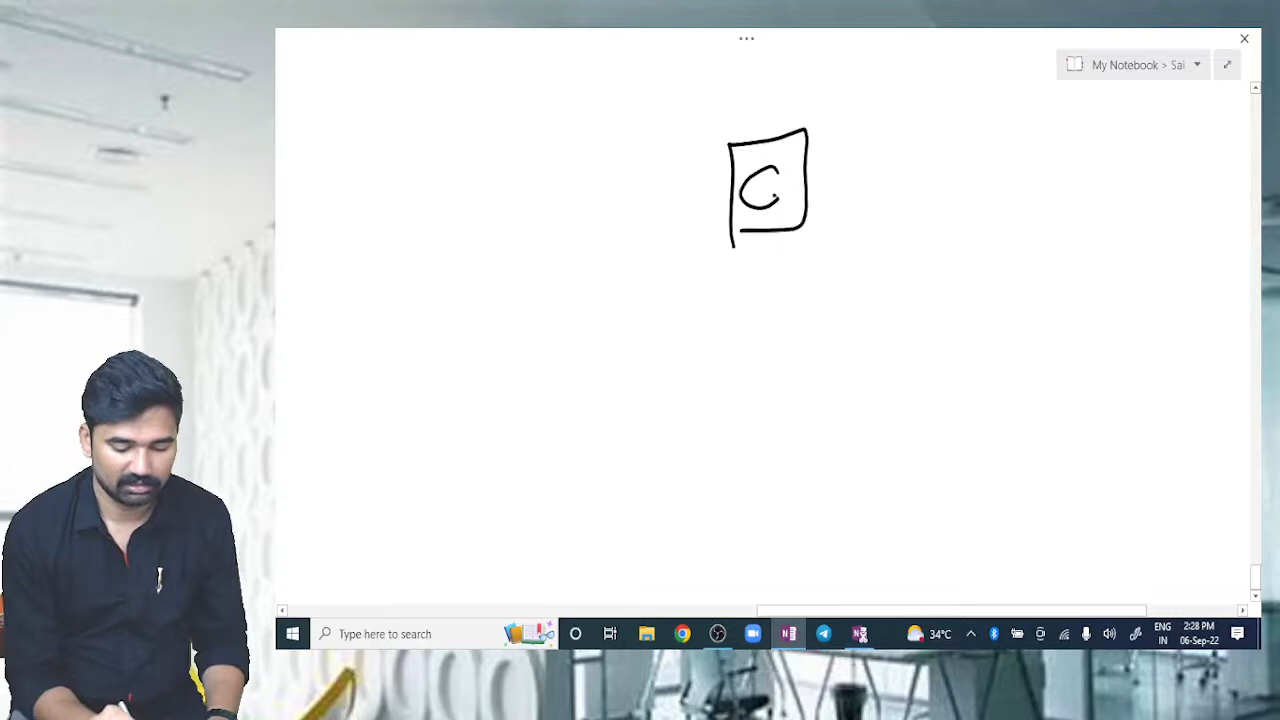 My Notebook > Sai
C
Type here to search
34°C
ENG
IN
2:28 PM
06-Sep-22